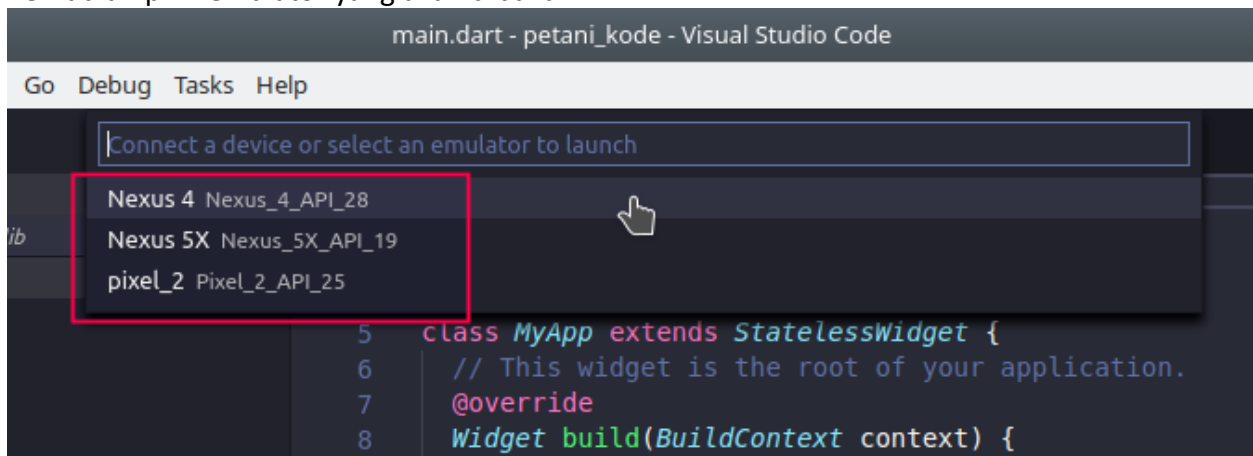 main.dart - petani_kode - Visual Studio Code
Go Debug Tasks Help
Connect a device or select an emulator to launch
Nexus 4 Nexus_4_API_28
lib
Nexus 5X Nexus_5X_API_19
pixel_2 Pixel_2_API_25
5 class MyApp extends StatelessWidget {
6 // This widget is the root of your application.
7 @override
8 Widget build(BuildContext context) {